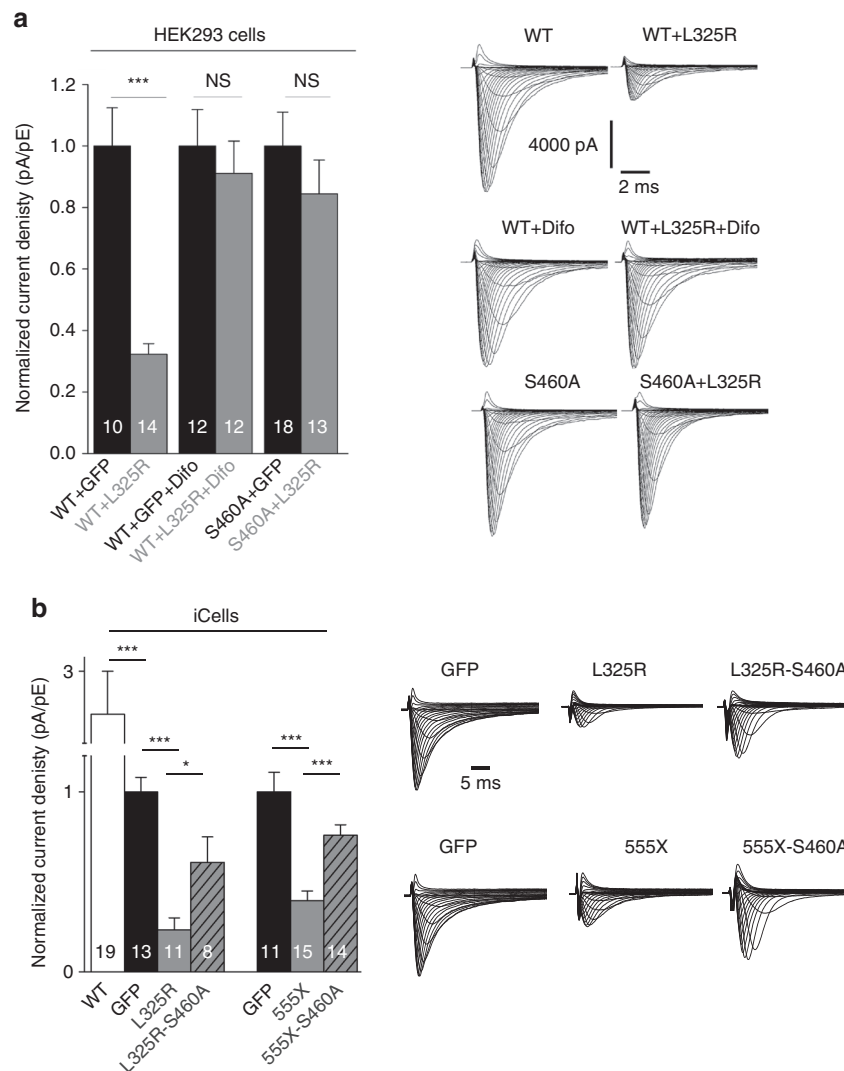 a
HEK293 cells
Normalized current denisty (pA/pE)
1.2
1.0
0.8
0.6
0.4
0.2
0.0
***
NS
NS
10
14
12
12
18
13
WT+GFP
WT+L325R
WT+GFP+Difo
WT+L325R+Difo
S460A+GFP
S460A+L325R
WT
WT+L325R
4000 pA
2 ms
WT+Difo
WT+L325R+Difo
S460A
S460A+L325R
b
iCells
Normalized current denisty (pA/pE)
3
1
0
***
***
*
***
***
19
13
11
8
11
15
14
WT
GFP
L325R
L325R-S460A
GFP
555X
555X-S460A
GFP
L325R
L325R-S460A
5 ms
GFP
555X
555X-S460A